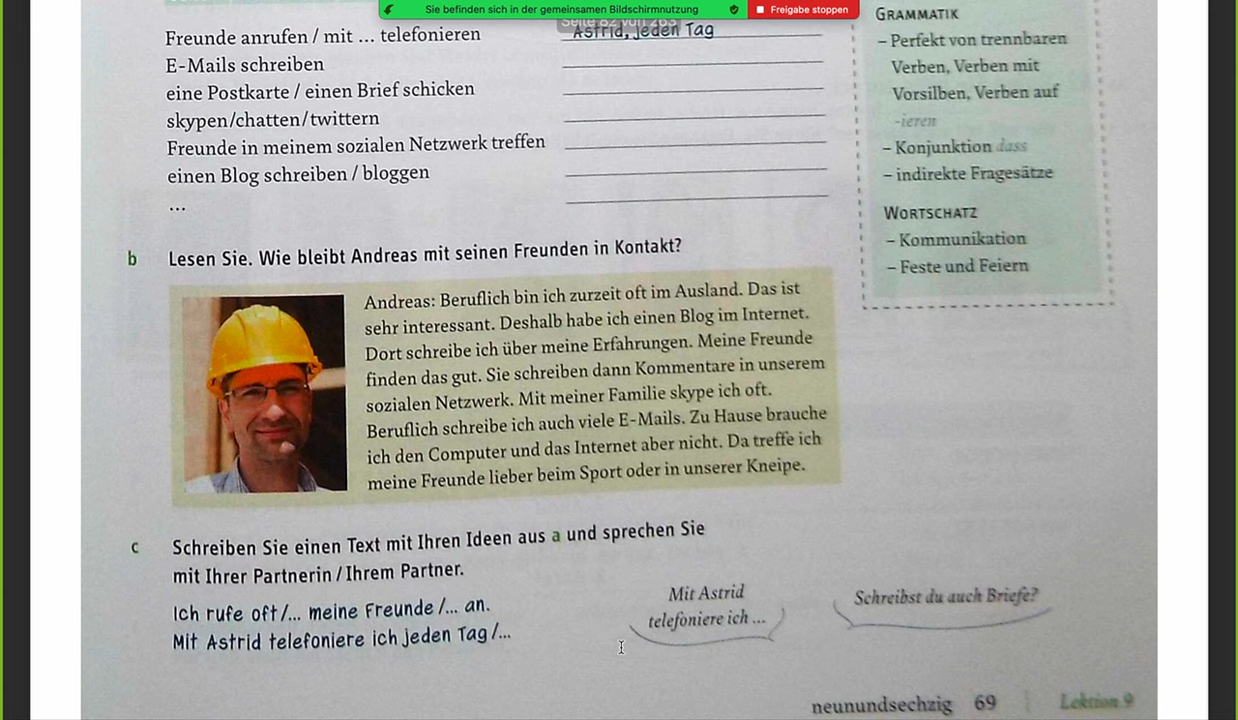 Sie befinden sich in der gemeinsamen Bildschirmnutzung
Freigabe stoppen
Seite 82 von 263
Freunde anrufen / mit ... telefonieren
Astrid, jeden Tag
E-Mails schreiben
eine Postkarte / einen Brief schicken
skypen/chatten/twittern
Freunde in meinem sozialen Netzwerk treffen
einen Blog schreiben / bloggen
...
GRAMMATIK
– Perfekt von trennbaren
Verben, Verben mit
Vorsilben, Verben auf
-ieren
– Konjunktion dass
– indirekte Fragesätze
WORTSCHATZ
– Kommunikation
– Feste und Feiern
b Lesen Sie. Wie bleibt Andreas mit seinen Freunden in Kontakt?
Andreas: Beruflich bin ich zurzeit oft im Ausland. Das ist
sehr interessant. Deshalb habe ich einen Blog im Internet.
Dort schreibe ich über meine Erfahrungen. Meine Freunde
finden das gut. Sie schreiben dann Kommentare in unserem
sozialen Netzwerk. Mit meiner Familie skype ich oft.
Beruflich schreibe ich auch viele E-Mails. Zu Hause brauche
ich den Computer und das Internet aber nicht. Da treffe ich
meine Freunde lieber beim Sport oder in unserer Kneipe.
c Schreiben Sie einen Text mit Ihren Ideen aus a und sprechen Sie
mit Ihrer Partnerin / Ihrem Partner.
Ich rufe oft /... meine Freunde /... an.
Mit Astrid telefoniere ich jeden Tag /...
Mit Astrid
telefoniere ich ...
Schreibst du auch Briefe?
neunundsechzig 69 Lektion 9